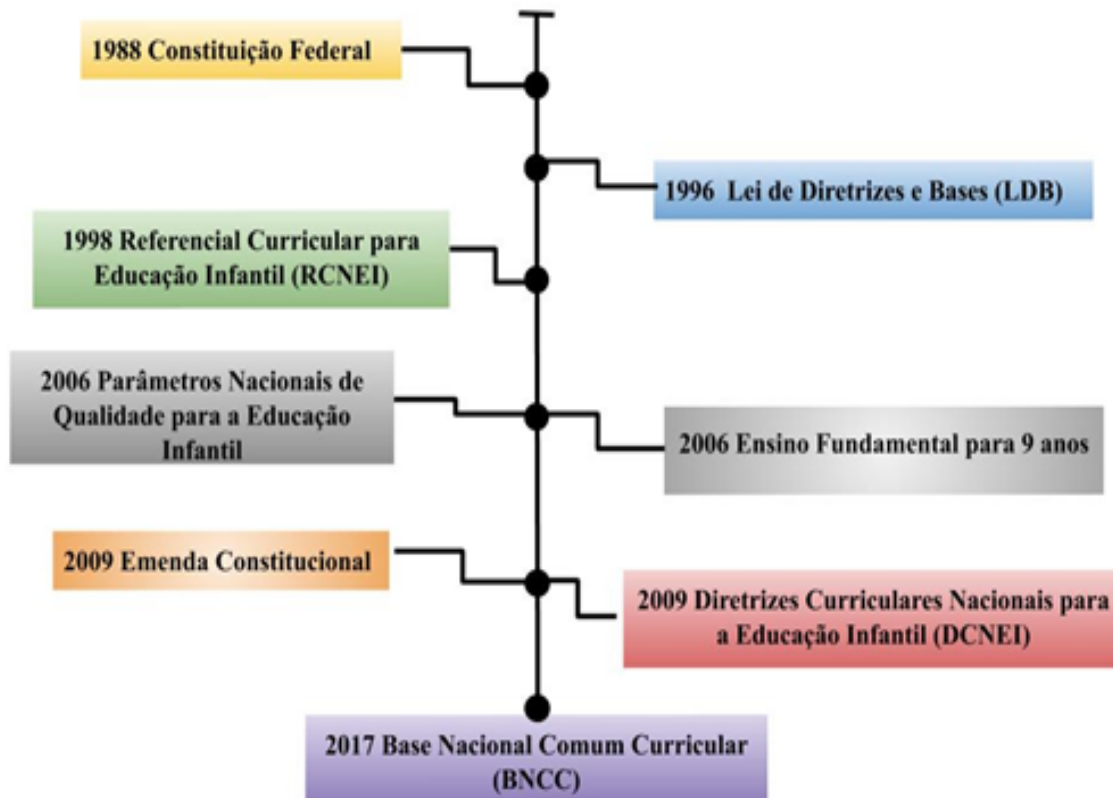 1988 Constituição Federal
1996 Lei de Diretrizes e Bases (LDB)
1998 Referencial Curricular para
Educação Infantil (RCNEI)
2006 Parâmetros Nacionais de
Qualidade para a Educação
Infantil
2006 Ensino Fundamental para 9 anos
2009 Emenda Constitucional
2009 Diretrizes Curriculares Nacionais para
a Educação Infantil (DCNEI)
2017 Base Nacional Comum Curricular
(BNCC)